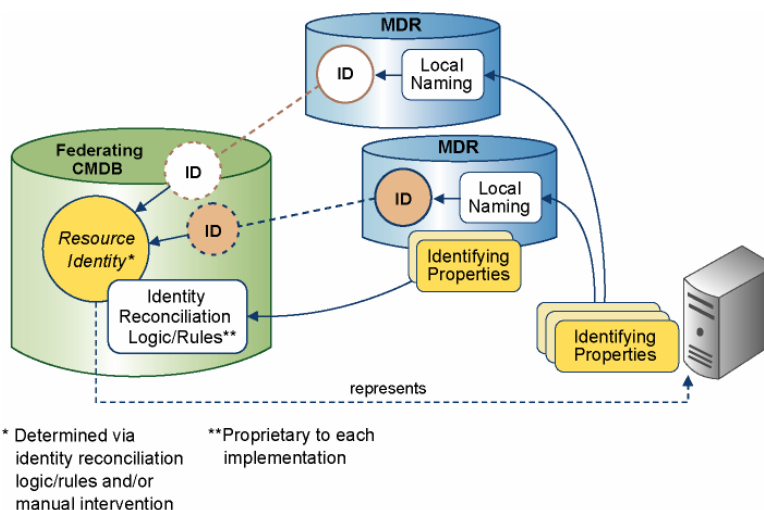 MDR
ID
Local
Naming
Federating
CMDB
ID
MDR
ID
Local
Naming
ID
Resource
Identity*
Identifying
Properties
Identity
Reconciliation
Logic/Rules**
Identifying
Properties
represents
* Determined via
identity reconciliation
logic/rules and/or
manual intervention
**Proprietary to each
implementation